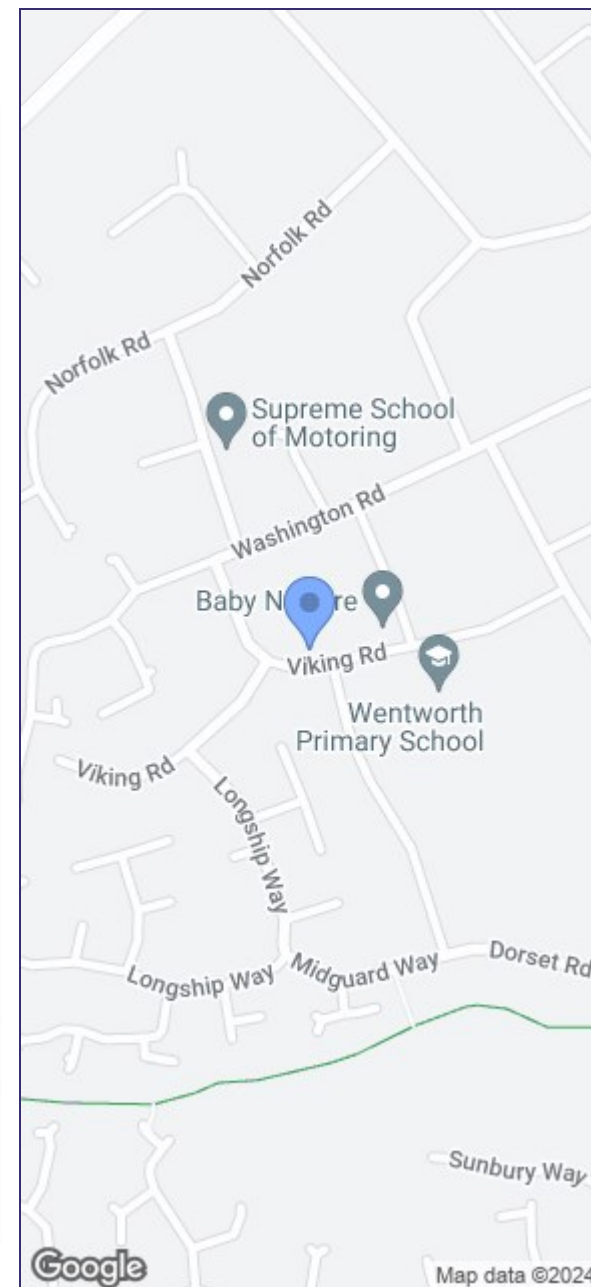 Norfolk Rd
Norfolk Rd
Supreme School
of Motoring
Washington Rd
Baby N
re
Viking Rd
Wentworth
Primary School
Viking Rd
Longship Way
Longship Way
Midguard Way
Dorset Rd
Sunbury Way
Google
Map data ©2024